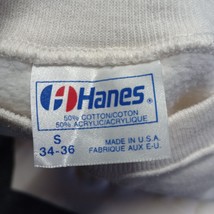 Hanes®
50% COTTON/COTON
50% ACRYLIC/ACRYLIQUE
S
34-36
MADE IN U.S.A.
FABRIQUE AUX E-U.